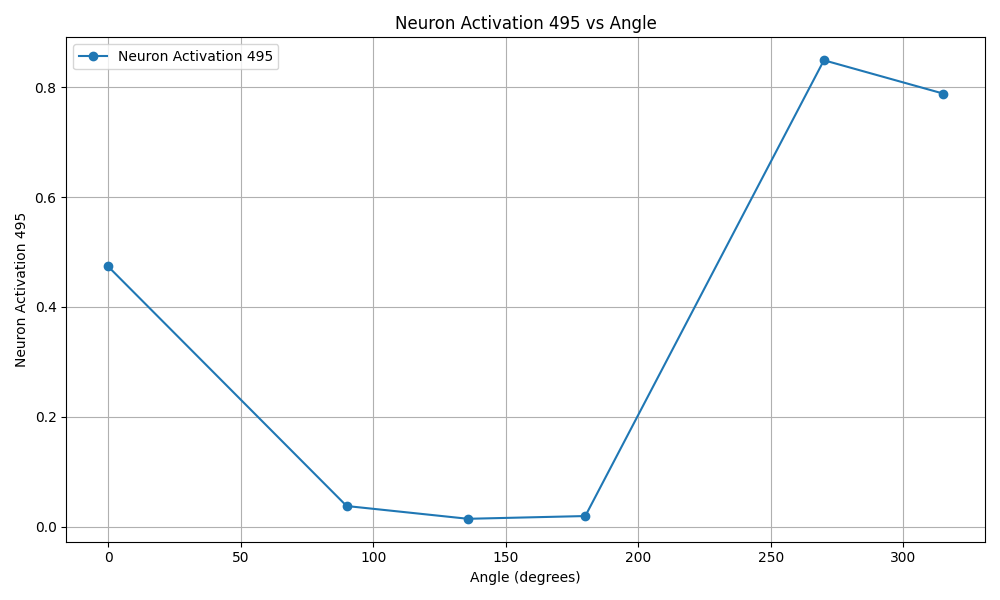 Neuron Activation 495 vs Angle
Neuron Activation 495
Neuron Activation 495
0.8
0.6
0.4
0.2
0.0
0 50 100 150 200 250 300
Angle (degrees)